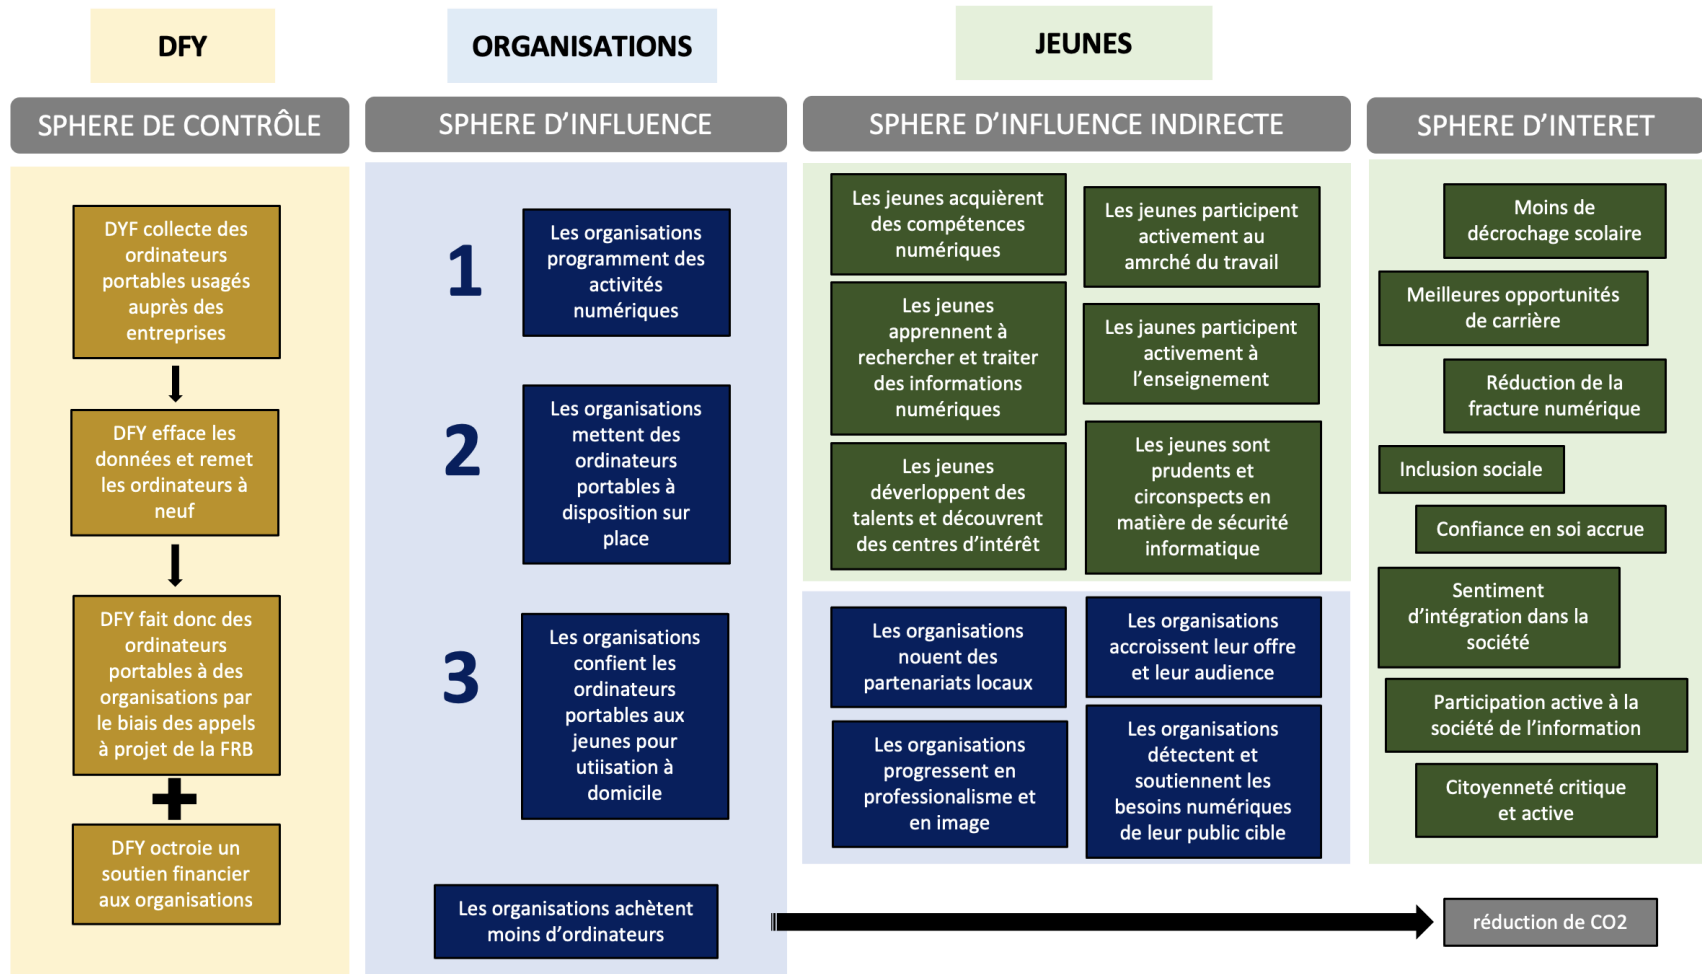 DFY
ORGANISATIONS
JEUNES
SPHERE DE CONTRÔLE
SPHERE D'INFLUENCE
SPHERE D'INFLUENCE INDIRECTE
SPHERE D'INTERET
DYF collecte des
ordinateurs
portables usagés
auprès des
entreprises
DFY efface les
données et remet
les ordinateurs à
neuf
DFY fait donc des
ordinateurs
portables à des
organisations par
le biais des appels
à projet de la FRB
DFY octroie un
soutien financier
aux organisations
1
Les organisations
programment des
activités
numériques
2
Les organisations
mettent des
ordinateurs
portables à
disposition sur
place
3
Les organisations
confient les
ordinateurs
portables aux
jeunes pour
utiisation à
domicile
Les organisations achètent
moins d'ordinateurs
Les jeunes acquièrent
des compétences
numériques
Les jeunes
apprennent à
rechercher et traiter
des informations
numériques
Les jeunes
déverloppent des
talents et découvrent
des centres d'intérêt
Les jeunes participent
activement au
amrché du travail
Les jaunes participent
activement à
l'enseignement
Les jeunes sont
prudents et
circonspects en
matière de sécurité
informatique
Les organisations
nouent des
partenariats locaux
Les organisations
progressent en
professionalisme et
en image
Les organisations
accroissent leur offre
et leur audience
Les organisations
détectent et
soutiennent les
besoins numériques
de leur public cible
Moins de
décrochage scolaire
Meilleures opportunités
de carrière
Réduction de la
fracture numérique
Inclusion sociale
Confiance en soi accrue
Sentiment
d'intégration dans la
société
Participation active à la
société de l'information
Citoyenneté critique
et active
réduction de CO2